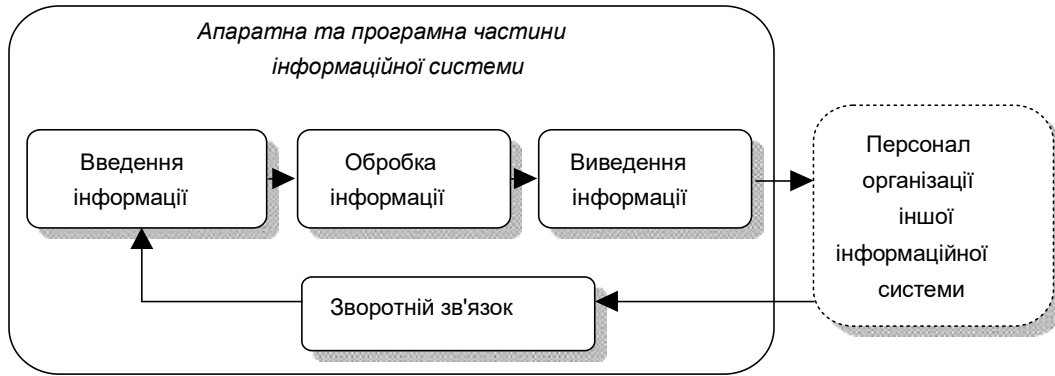 Апаратна та програмна частини
інформаційної системи
Введення
інформації
Обробка
інформації
Виведення
інформації
Персонал
організації
іншої
інформаційної
системи
Зворотній зв'язок